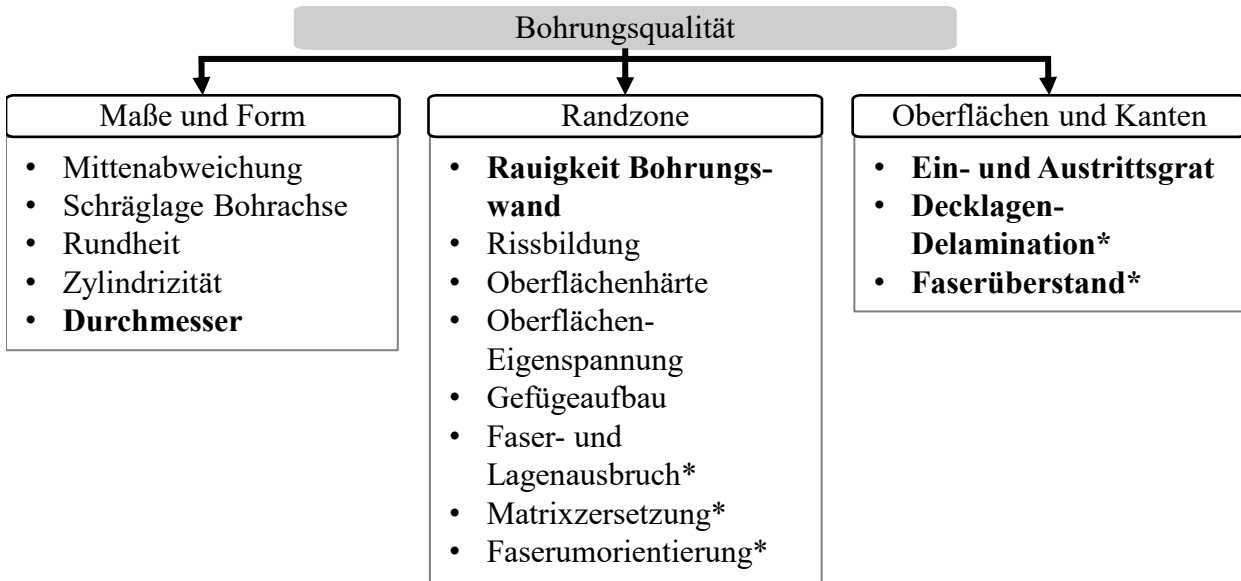 Bohrungsqualität
Maße und Form
• Mittenabweichung
• Schräglage Bohrachse
• Rundheit
• Zylindrizität
• Durchmesser
Randzone
• Rauigkeit Bohrungs-
wand
• Rissbildung
• Oberflächenhärte
• Oberflächen-
Eigenspannung
• Gefügeaufbau
• Faser- und
Lagenausbruch*
• Matrixzersetzung*
• Faserumorientierung*
Oberflächen und Kanten
• Ein- und Austrittsgrat
• Decklagen-
Delamination*
• Faserüberstand*